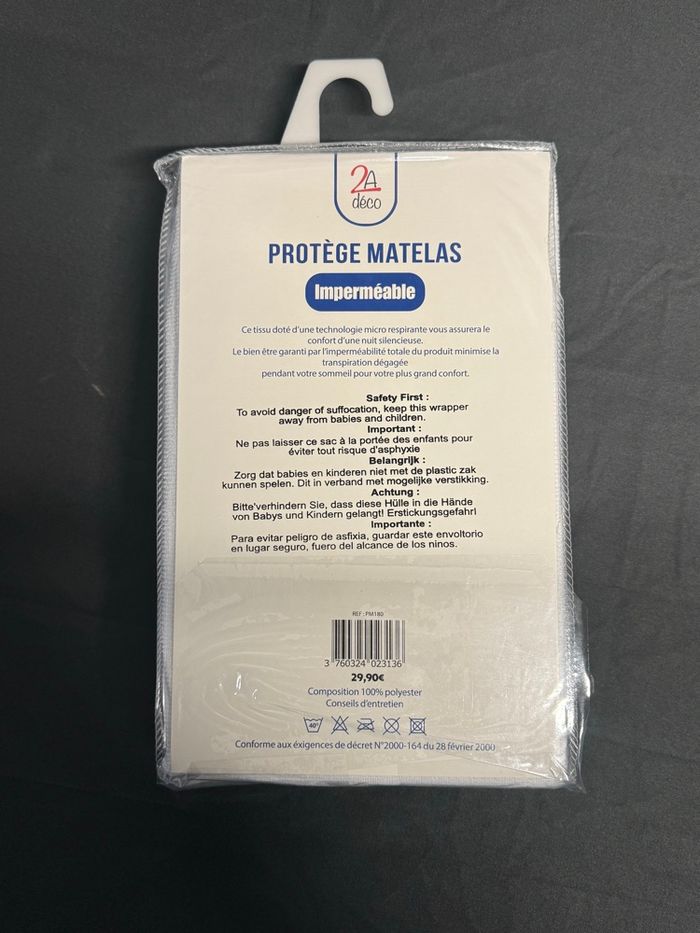 2A
déco
PROTÈGE MATELAS
Imperméable
Ce tissu doté d'une technologie micro respirante vous assurera le
confort d'une nuit silencieuse.
Le bien être garanti par l'imperméabilité totale du produit minimise la
transpiration dégagée
pendant votre sommeil pour votre plus grand confort.
Safety First :
To avoid danger of suffocation, keep this wrapper
away from babies and children.
Important :
Ne pas laisser ce sac à la portée des enfants pour
éviter tout risque d'asphyxie
Belangrijk :
Zorg dat babies en kinderen niet met de plastic zak
kunnen spelen. Dit in verband met mogelijke verstikking.
Achtung :
Bitte'verhindern Sie, dass diese Hülle in die Hände
von Babys und Kindern gelangt! Erstickungsgefahr!
Importante :
Para evitar peligro de asfixia, guardar este envoltorio
en lugar seguro, fuero del alcance de los ninos.
REF : PM180
3 760324 023136
29,90€
Composition 100% polyester
Conseils d'entretien
40°
Conforme aux éxigences de décret N°2000-164 du 28 février 2000